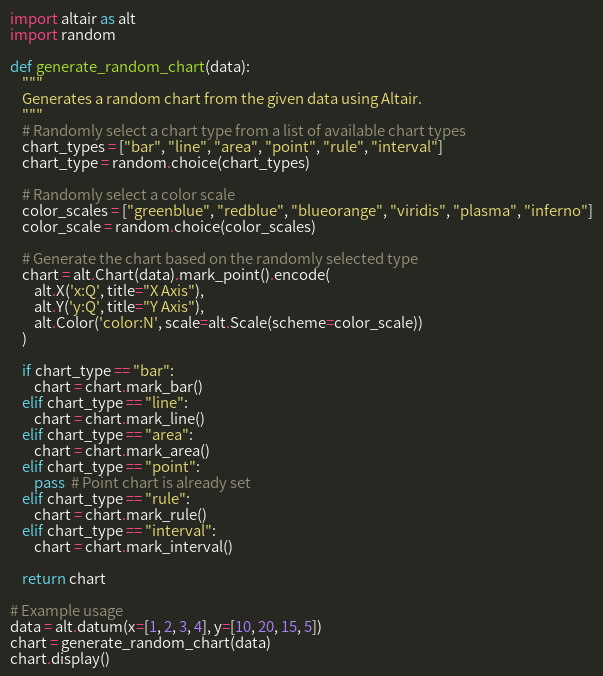 import altair as alt
import random

def generate_random_chart(data):
    """
    Generates a random chart from the given data using Altair.
    """
    # Randomly select a chart type from a list of available chart types
    chart_types = ["bar", "line", "area", "point", "rule", "interval"]
    chart_type = random.choice(chart_types)

    # Randomly select a color scale
    color_scales = ["greenblue", "redblue", "blueorange", "viridis", "plasma", "inferno"]
    color_scale = random.choice(color_scales)

    # Generate the chart based on the randomly selected type
    chart = alt.Chart(data).mark_point().encode(
        alt.X('x:Q', title="X Axis"),
        alt.Y('y:Q', title="Y Axis"),
        alt.Color('color:N', scale=alt.Scale(scheme=color_scale))
    )

    if chart_type == "bar":
        chart = chart.mark_bar()
    elif chart_type == "line":
        chart = chart.mark_line()
    elif chart_type == "area":
        chart = chart.mark_area()
    elif chart_type == "point":
        pass  # Point chart is already set
    elif chart_type == "rule":
        chart = chart.mark_rule()
    elif chart_type == "interval":
        chart = chart.mark_interval()

    return chart

# Example usage
data = alt.datum(x=[1, 2, 3, 4], y=[10, 20, 15, 5])
chart = generate_random_chart(data)
chart.display()